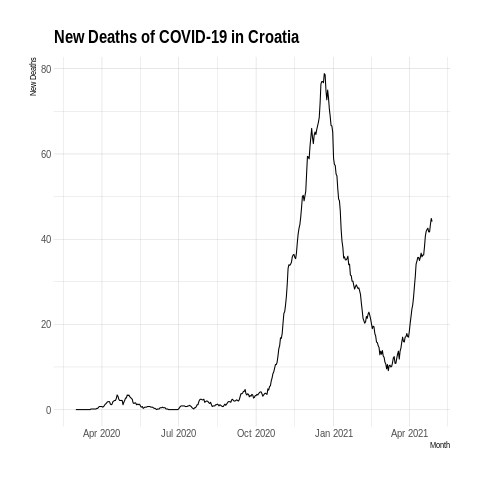 New Deaths of COVID-19 in Croatia
New Deaths
80
60
40
20
0
Apr 2020 Jul 2020 Oct 2020 Jan 2021 Apr 2021
Month